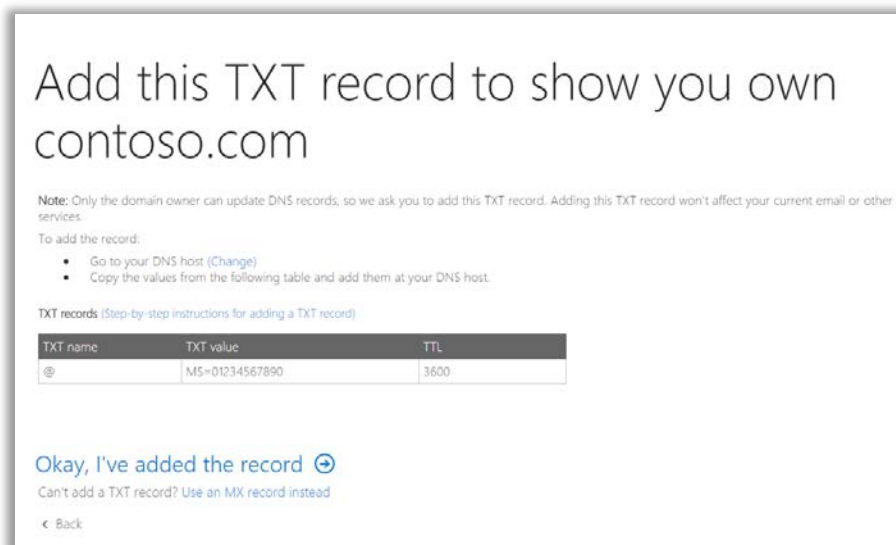 Add this TXT record to show you own
contoso.com
Note: Only the domain owner can update DNS records, so we ask you to add this TXT record. Adding this TXT record won't affect your current email or other
services.
To add the record:
• Go to your DNS host (Change)
• Copy the values from the following table and add them at your DNS host.
TXT records (Step-by-step instructions for adding a TXT record)
TXT name TXT value TTL
@ MS=01234567890 3600
Okay, I've added the record
Can't add a TXT record? Use an MX record instead
< Back